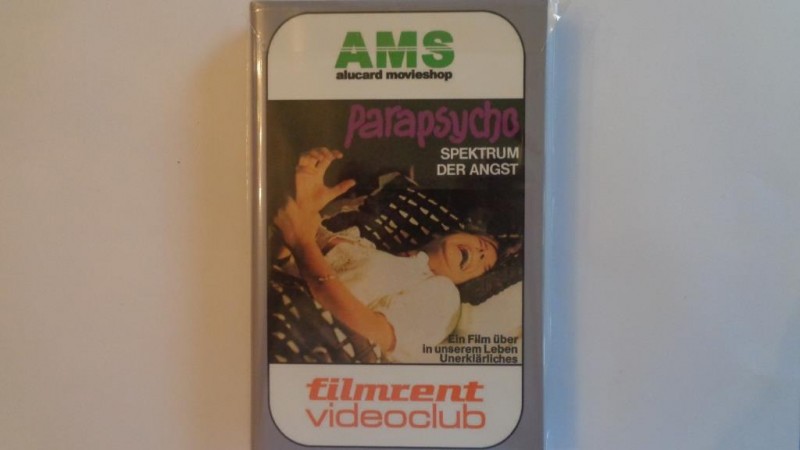 AMS
alucard movieshop
Parapsycho
SPEKTRUM
DER ANGST
Ein Film über
in unserem Leben
Unerklärliches
filmrent
videoclub